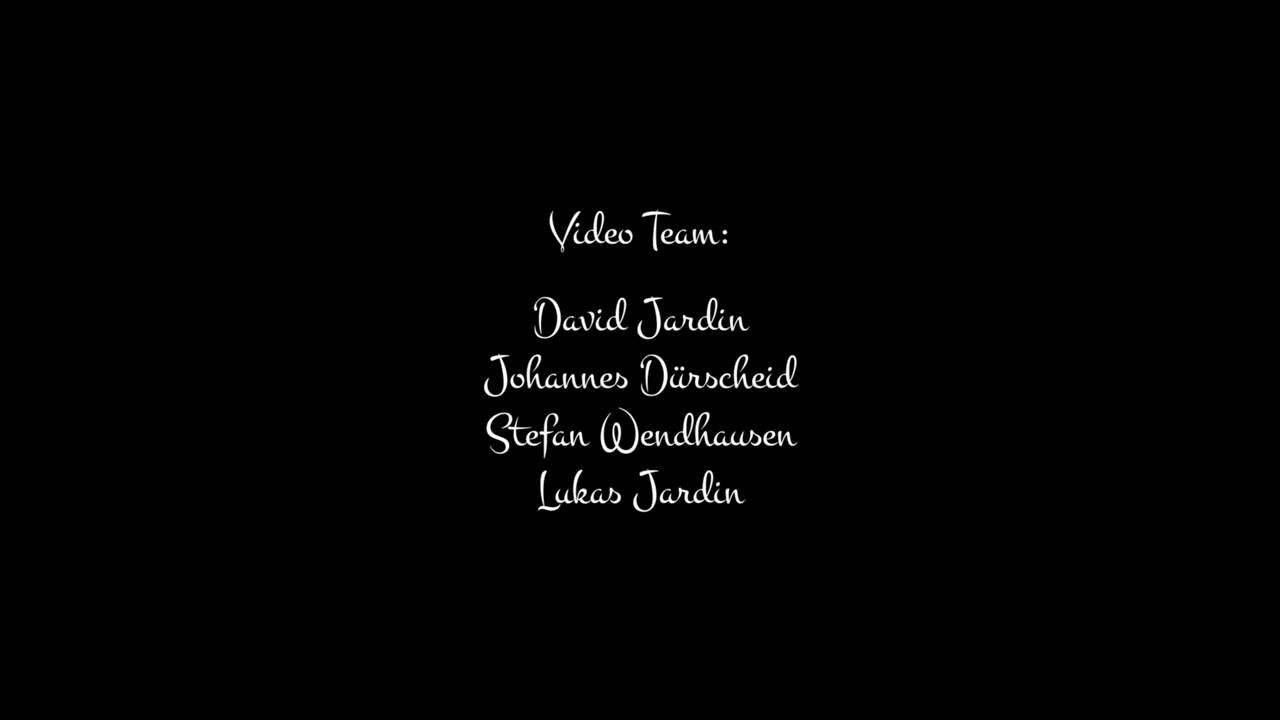 Video Team:
David Jardin
Johannes Dürscheid
Stefan Wendhausen
Lukas Jardin